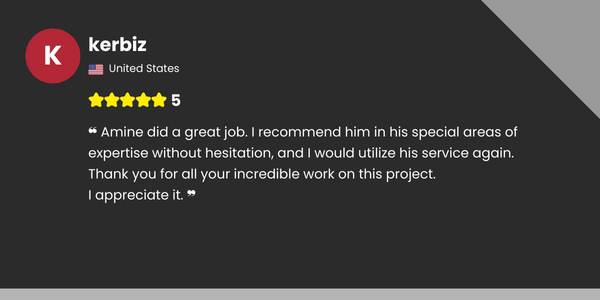 K
kerbiz
United States
5
❝ Amine did a great job. I recommend him in his special areas of
expertise without hesitation, and I would utilize his service again.
Thank you for all your incredible work on this project.
I appreciate it. ❞